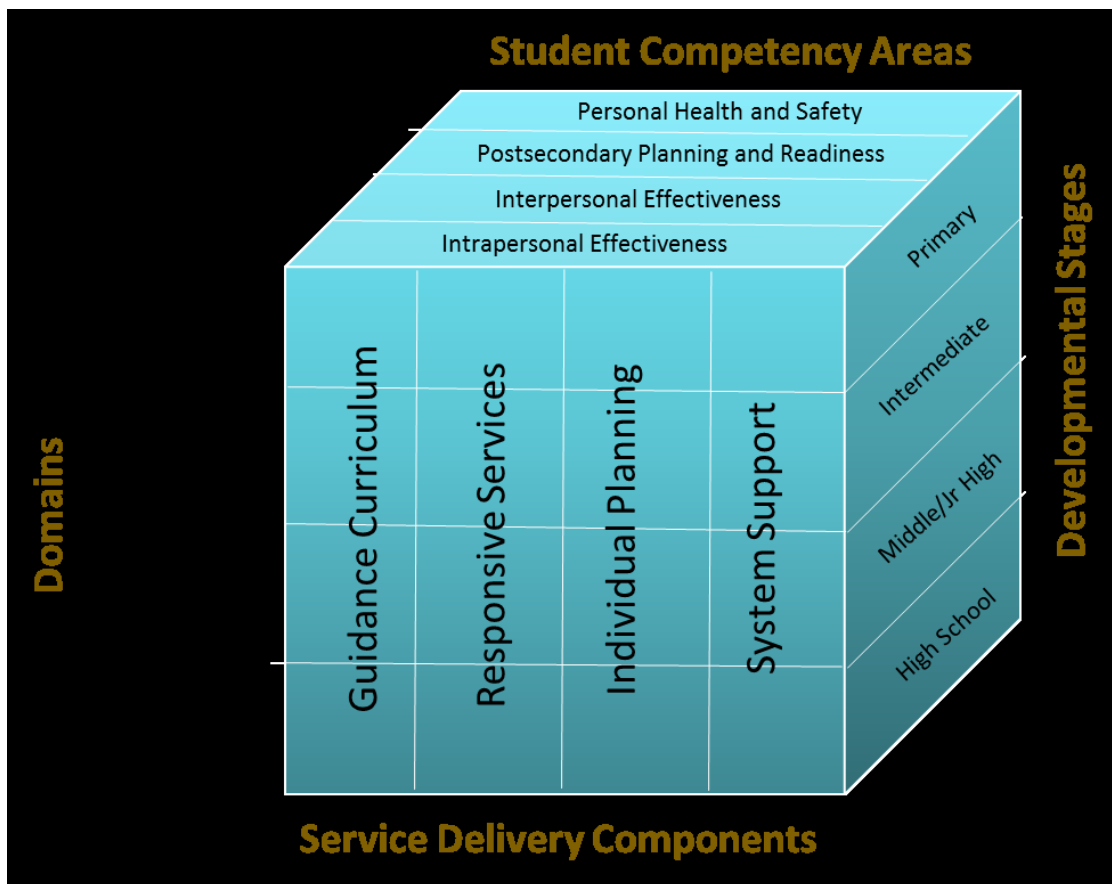 Student Competency Areas
Personal Health and Safety
Postsecondary Planning and Readiness
Interpersonal Effectiveness
Intrapersonal Effectiveness
Domains
Guidance Curriculum
Responsive Services
Individual Planning
System Support
Primary
Intermediate
Middle/Jr High
High School
Developmental Stages
Service Delivery Components